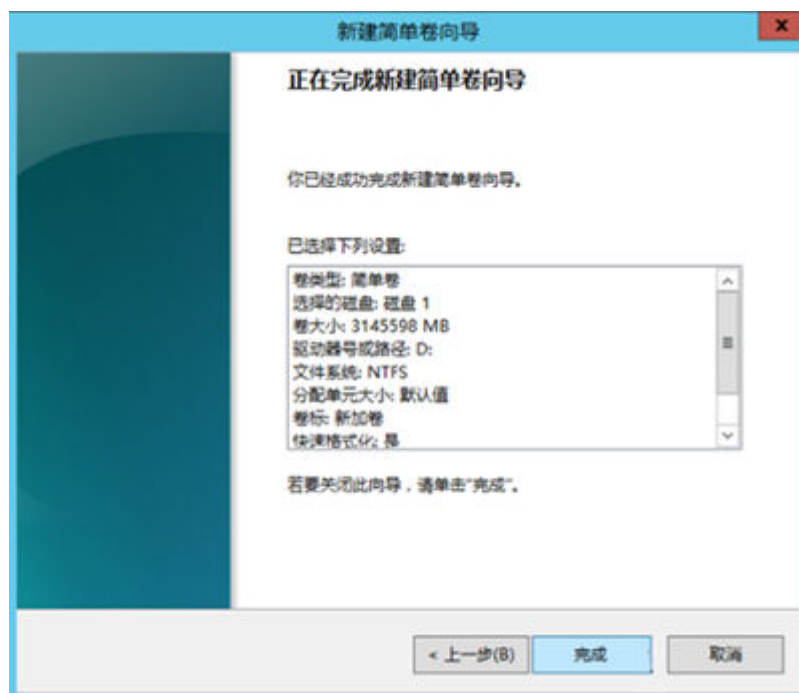 新建简单卷向导
x
正在完成新建简单卷向导
你已经成功完成新建简单卷向导。
已选择下列设置:
卷类型: 简单卷
选择的磁盘: 磁盘 1
卷大小: 3145598 MB
驱动器号或路径: D:
文件系统: NTFS
分配单元大小: 默认值
卷标: 新加卷
快速格式化: 是
若要关闭此向导，请单击"完成"。
< 上一步(B)
完成
取消